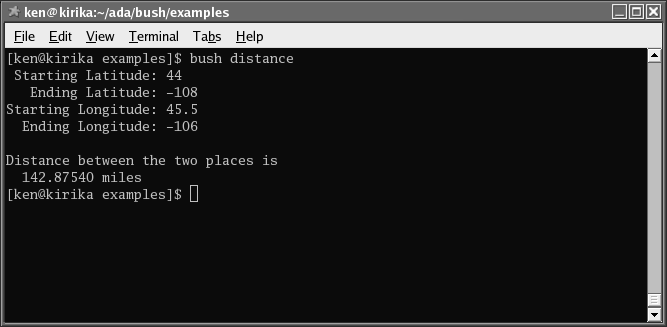 ken@kirika:~/ada/bush/examples
File Edit View Terminal Tabs Help
[ken@kirika examples]$ bush distance
Starting Latitude: 44
Ending Latitude: -108
Starting Longitude: 45.5
Ending Longitude: -106
Distance between the two places is
142.87540 miles
[ken@kirika examples]$